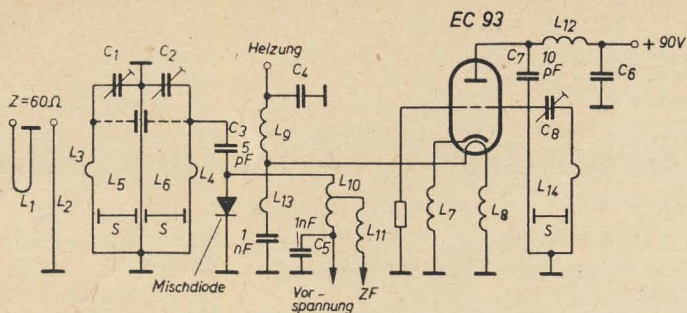 EC 93
C1
C2
Heizung
C4
L12
+ 90V
C7
10
pF
C6
Z=60Ω
C3
5
pF
L9
C8
L3
L4
L5
L6
L1
L2
S
S
L13
L10
L11
L7
L8
L14
S
1
nF
1nF
C5
Mischdiode
Vor-
spannung
ZF